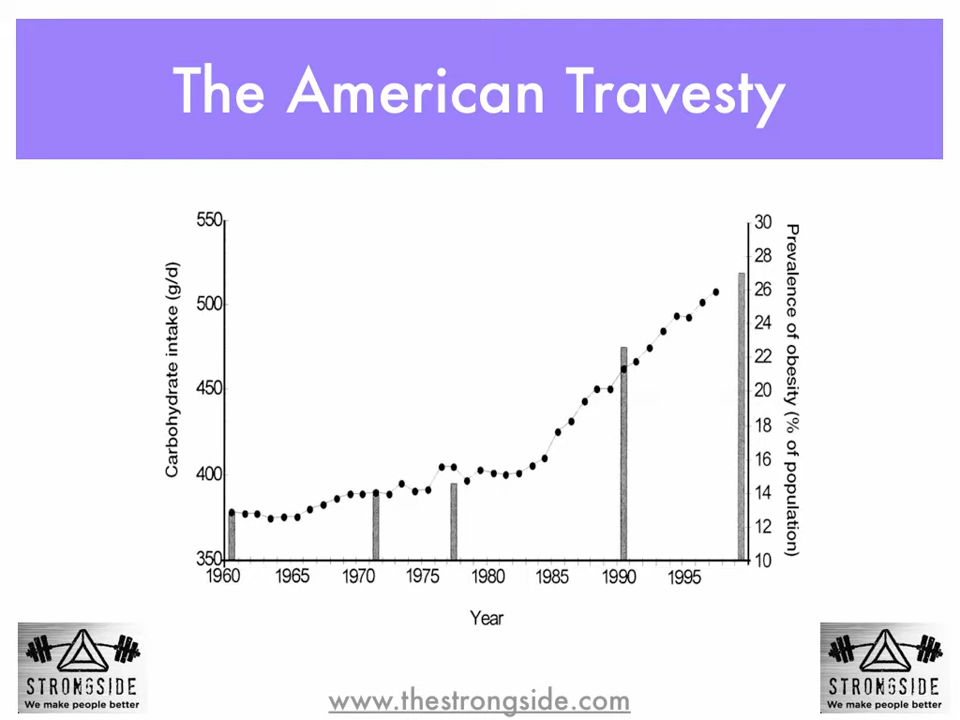 The American Travesty
550
500
450
400
350
Carbohydrate intake (g/d)
30
28
26
24
22
20
18
16
14
12
10
Prevalence of obesity (% of population)
1960 1965 1970 1975 1980 1985 1990 1995
Year
STRONGSIDE
We make people better
www.thestrongside.com
STRONGSIDE
We make people better